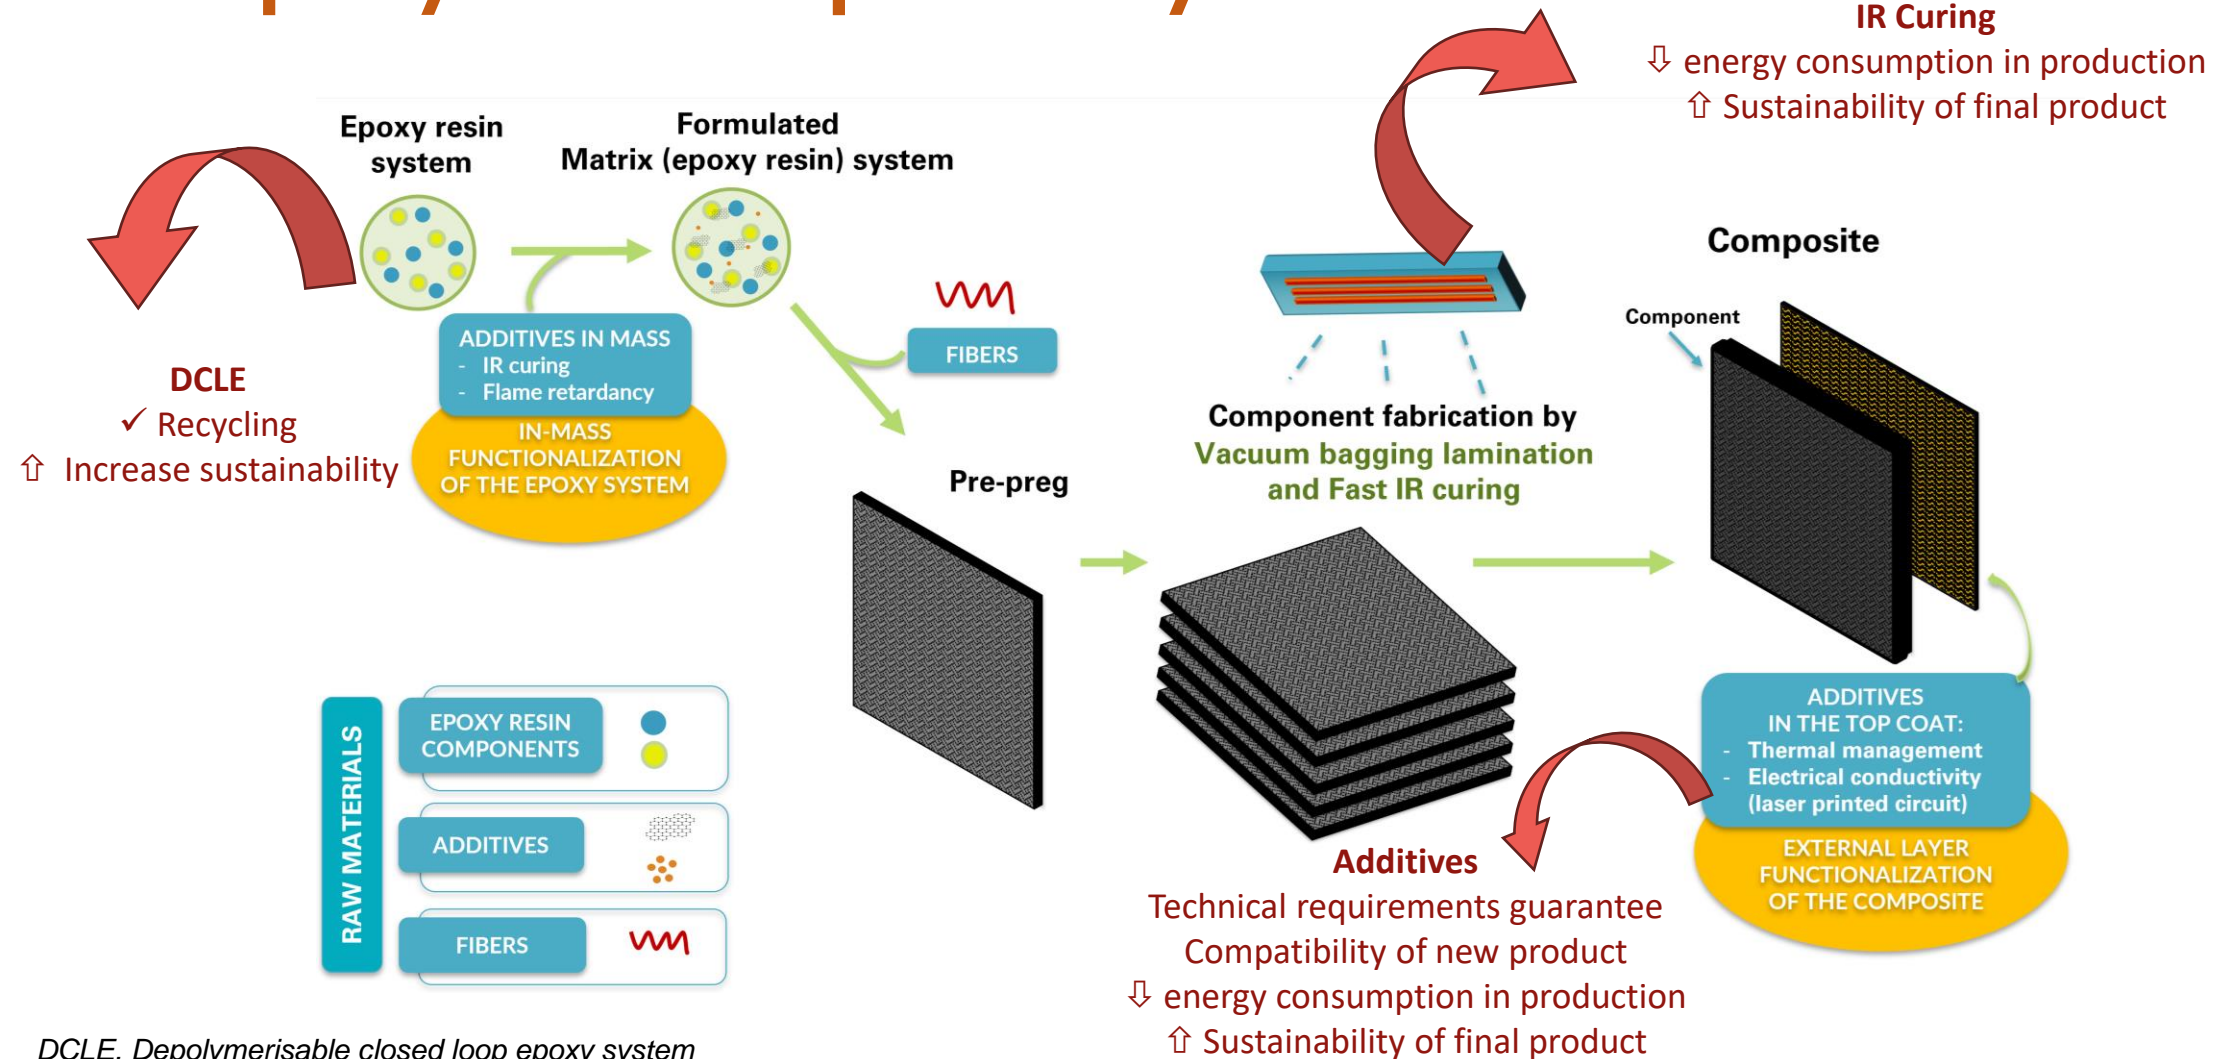 IR Curing
⇩ energy consumption in production
⇧ Sustainability of final product
Epoxy resin
system
Formulated
Matrix (epoxy resin) system
ADDITIVES IN MASS
- IR curing
- Flame retardancy
IN-MASS
FUNCTIONALIZATION
OF THE EPOXY SYSTEM
DCLE
✓ Recycling
⇧ Increase sustainability
FIBERS
Pre-preg
Component fabrication by
Vacuum bagging lamination
and Fast IR curing
Composite
Component
ADDITIVES
IN THE TOP COAT:
- Thermal management
- Electrical conductivity
(laser printed circuit)
EXTERNAL LAYER
FUNCTIONALIZATION
OF THE COMPOSITE
Additives
Technical requirements guarantee
Compatibility of new product
⇩ energy consumption in production
⇧ Sustainability of final product
RAW MATERIALS
EPOXY RESIN
COMPONENTS
ADDITIVES
FIBERS
DCLE. Depolymerisable closed loop epoxy system